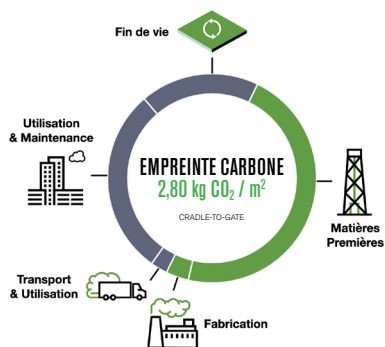 Fin de vie
Utilisation
& Maintenance
EMPREINTE CARBONE
2,80 kg CO₂ / m²
CRADLE-TO-GATE
Matières
Premières
Transport
& Utilisation
Fabrication